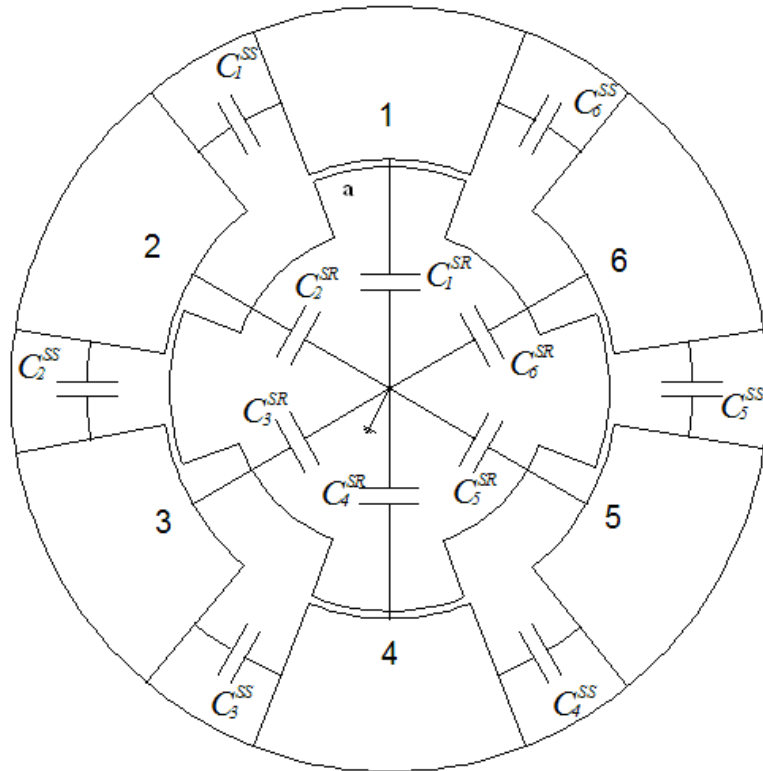 C₁^SS
C₆^SS
1
a
2
6
C₂^SR
C₁^SR
C₆^SR
C₂^SS
C₅^SS
C₃^SR
C₄^SR
C₅^SR
3
5
4
C₃^SS
C₄^SS